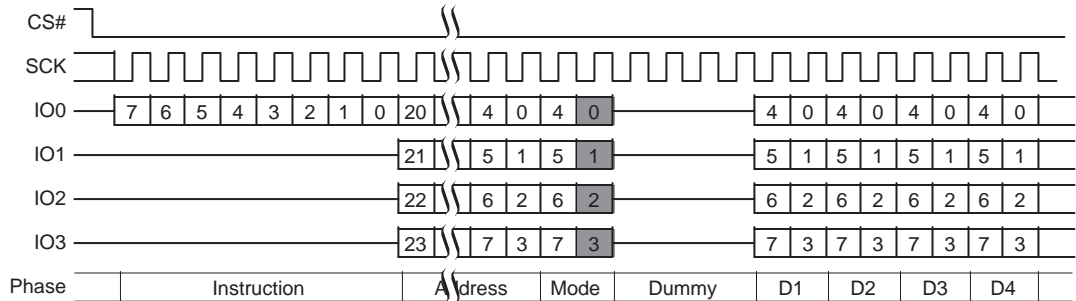 CS#
SCK
IO0 7 6 5 4 3 2 1 0 20 4 0 4 0 4 0 4 0 4 0 4 0
IO1 21 5 1 5 1 5 1 5 1 5 1 5 1
IO2 22 6 2 6 2 6 2 6 2 6 2 6 2
IO3 23 7 3 7 3 7 3 7 3 7 3 7 3
Phase Instruction Address Mode Dummy D1 D2 D3 D4